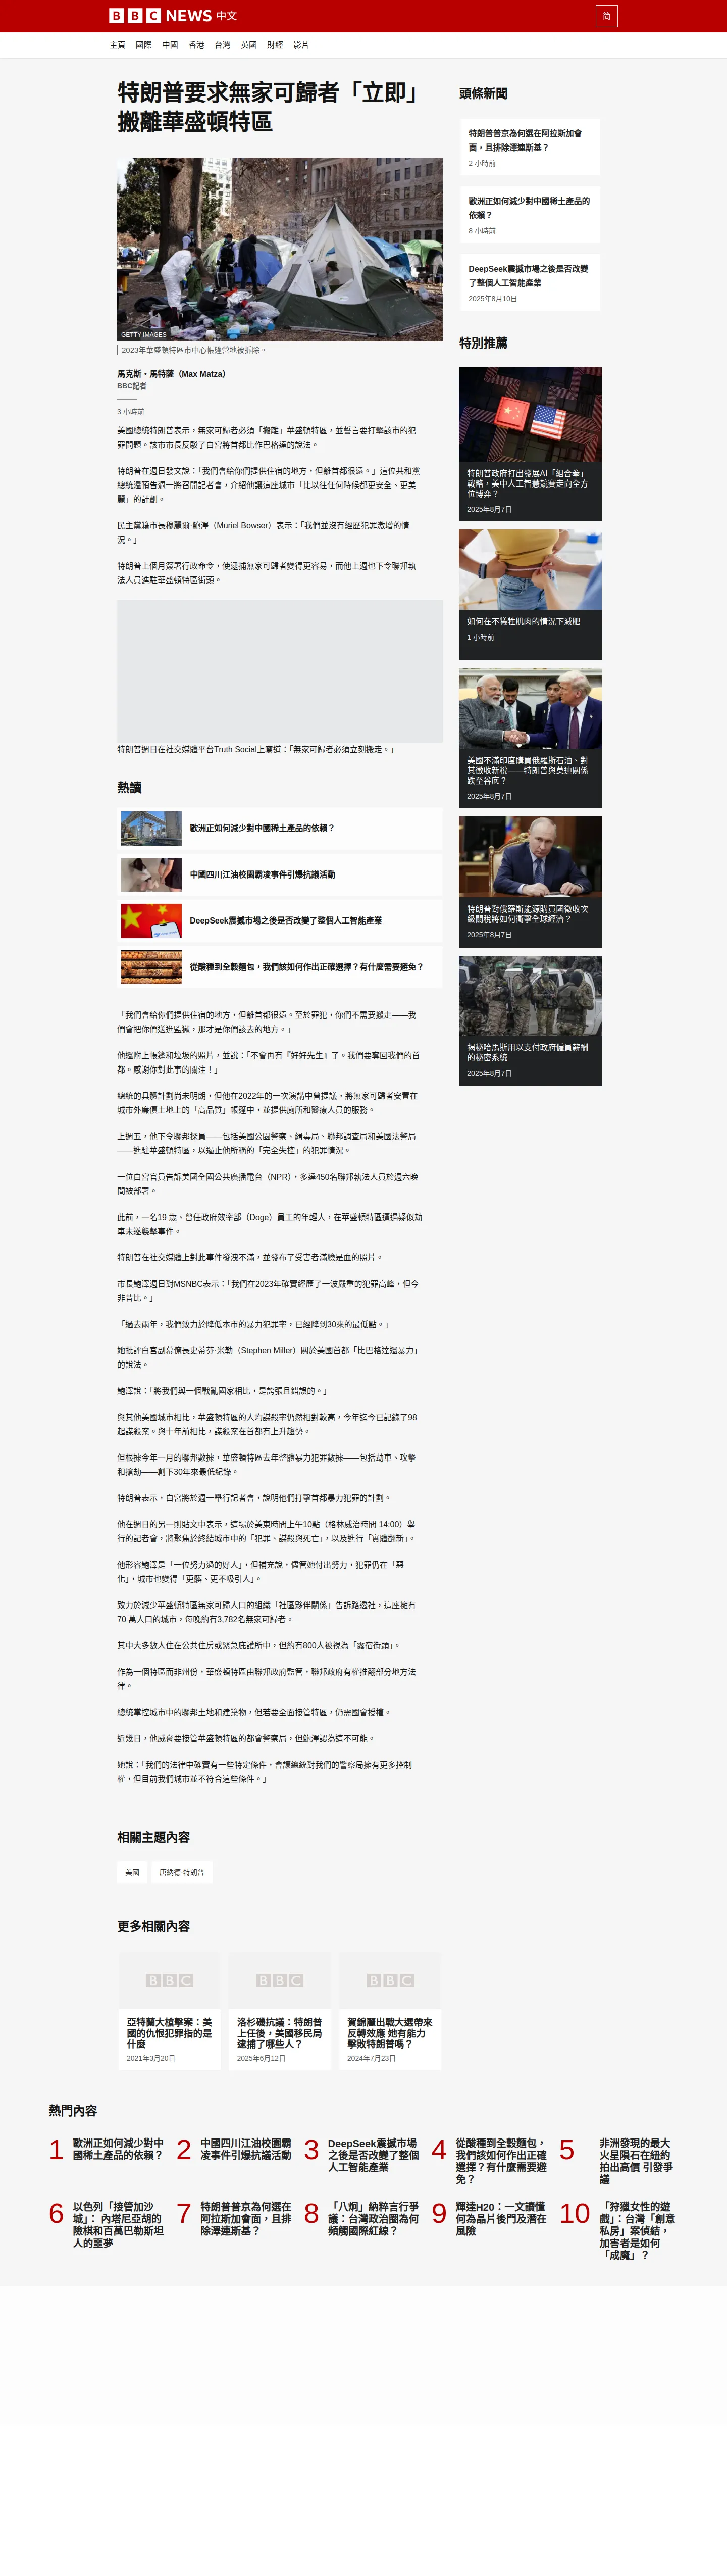 BBC NEWS 中文
简
主頁 國際 中國 香港 台灣 英國 財經 影片
特朗普要求無家可歸者「立即」
搬離華盛頓特區
GETTY IMAGES
2023年華盛頓特區市中心帳篷營地被拆除。
馬克斯・馬特薩（Max Matza）
BBC記者
3 小時前
美國總統特朗普表示，無家可歸者必須「搬離」華盛頓特區，並誓言要打擊該市的犯
罪問題。該市市長反駁了白宮將首都比作巴格達的說法。
特朗普在週日發文說：「我們會給你們提供住宿的地方，但離首都很遠。」這位共和黨
總統還預告週一將召開記者會，介紹他讓這座城市「比以往任何時候都更安全、更美
麗」的計劃。
民主黨籍市長穆麗爾·鮑澤（Muriel Bowser）表示：「我們並沒有經歷犯罪激增的情
況。」
特朗普上個月簽署行政命令，使逮捕無家可歸者變得更容易，而他上週也下令聯邦執
法人員進駐華盛頓特區街頭。
特朗普週日在社交媒體平台Truth Social上寫道：「無家可歸者必須立刻搬走。」
熱讀
歐洲正如何減少對中國稀土產品的依賴？
中國四川江油校園霸凌事件引爆抗議活動
DeepSeek震撼市場之後是否改變了整個人工智能產業
從酸種到全穀麵包，我們該如何作出正確選擇？有什麼需要避免？
「我們會給你們提供住宿的地方，但離首都很遠。至於罪犯，你們不需要搬走——我
們會把你們送進監獄，那才是你們該去的地方。」
他還附上帳篷和垃圾的照片，並說：「不會再有『好好先生』了。我們要奪回我們的首
都。感謝你對此事的關注！」
總統的具體計劃尚未明朗，但他在2022年的一次演講中曾提議，將無家可歸者安置在
城市外廉價土地上的「高品質」帳篷中，並提供廁所和醫療人員的服務。
上週五，他下令聯邦探員——包括美國公園警察、緝毒局、聯邦調查局和美國法警局
——進駐華盛頓特區，以遏止他所稱的「完全失控」的犯罪情況。
一位白宮官員告訴美國全國公共廣播電台（NPR），多達450名聯邦執法人員於週六晚
間被部署。
此前，一名19 歲、曾任政府效率部（Doge）員工的年輕人，在華盛頓特區遭遇疑似劫
車未遂襲擊事件。
特朗普在社交媒體上對此事件發洩不滿，並發布了受害者滿臉是血的照片。
市長鮑澤週日對MSNBC表示：「我們在2023年確實經歷了一波嚴重的犯罪高峰，但今
非昔比。」
「過去兩年，我們致力於降低本市的暴力犯罪率，已經降到30來的最低點。」
她批評白宮副幕僚長史蒂芬·米勒（Stephen Miller）關於美國首都「比巴格達還暴力」
的說法。
鮑澤說：「將我們與一個戰亂國家相比，是誇張且錯誤的。」
與其他美國城市相比，華盛頓特區的人均謀殺率仍然相對較高，今年迄今已記錄了98
起謀殺案。與十年前相比，謀殺案在首都有上升趨勢。
但根據今年一月的聯邦數據，華盛頓特區去年整體暴力犯罪數據——包括劫車、攻擊
和搶劫——創下30年來最低紀錄。
特朗普表示，白宮將於週一舉行記者會，說明他們打擊首都暴力犯罪的計劃。
他在週日的另一則貼文中表示，這場於美東時間上午10點（格林威治時間 14:00）舉
行的記者會，將聚焦於終結城市中的「犯罪、謀殺與死亡」，以及進行「實體翻新」。
他形容鮑澤是「一位努力過的好人」，但補充說，儘管她付出努力，犯罪仍在「惡
化」，城市也變得「更髒、更不吸引人」。
致力於減少華盛頓特區無家可歸人口的組織「社區夥伴關係」告訴路透社，這座擁有
70 萬人口的城市，每晚約有3,782名無家可歸者。
其中大多數人住在公共住房或緊急庇護所中，但約有800人被視為「露宿街頭」。
作為一個特區而非州份，華盛頓特區由聯邦政府監管，聯邦政府有權推翻部分地方法
律。
總統掌控城市中的聯邦土地和建築物，但若要全面接管特區，仍需國會授權。
近幾日，他威脅要接管華盛頓特區的都會警察局，但鮑澤認為這不可能。
她說：「我們的法律中確實有一些特定條件，會讓總統對我們的警察局擁有更多控制
權，但目前我們城市並不符合這些條件。」
相關主題內容
美國
唐納德·特朗普
更多相關內容
BBC
BBC
BBC
亞特蘭大槍擊案：美
國的仇恨犯罪指的是
什麼
2021年3月20日
洛杉磯抗議：特朗普
上任後，美國移民局
逮捕了哪些人？
2025年6月12日
賀錦麗出戰大選帶來
反轉效應 她有能力
擊敗特朗普嗎？
2024年7月23日
頭條新聞
特朗普普京為何選在阿拉斯加會
面，且排除澤連斯基？
2 小時前
歐洲正如何減少對中國稀土產品的
依賴？
8 小時前
DeepSeek震撼市場之後是否改變
了整個人工智能產業
2025年8月10日
特別推薦
特朗普政府打出發展AI「組合拳」
戰略，美中人工智慧競賽走向全方
位博弈？
2025年8月7日
如何在不犧牲肌肉的情況下減肥
1 小時前
美國不滿印度購買俄羅斯石油、對
其徵收新稅——特朗普與莫迪關係
跌至谷底？
2025年8月7日
特朗普對俄羅斯能源購買國徵收次
級關稅將如何衝擊全球經濟？
2025年8月7日
揭秘哈馬斯用以支付政府僱員薪酬
的秘密系統
2025年8月7日
熱門內容
1
歐洲正如何減少對中
國稀土產品的依賴？
2
中國四川江油校園霸
凌事件引爆抗議活動
3
DeepSeek震撼市場
之後是否改變了整個
人工智能產業
4
從酸種到全穀麵包，
我們該如何作出正確
選擇？有什麼需要避
免？
5
非洲發現的最大
火星隕石在紐約
拍出高價 引發爭
議
6
以色列「接管加沙
城」： 內塔尼亞胡的
險棋和百萬巴勒斯坦
人的噩夢
7
特朗普普京為何選在
阿拉斯加會面，且排
除澤連斯基？
8
「八炯」納粹言行爭
議：台灣政治圈為何
頻觸國際紅線？
9
輝達H20：一文讀懂
何為晶片後門及潛在
風險
10
「狩獵女性的遊
戲」：台灣「創意
私房」案偵結，
加害者是如何
「成魔」？